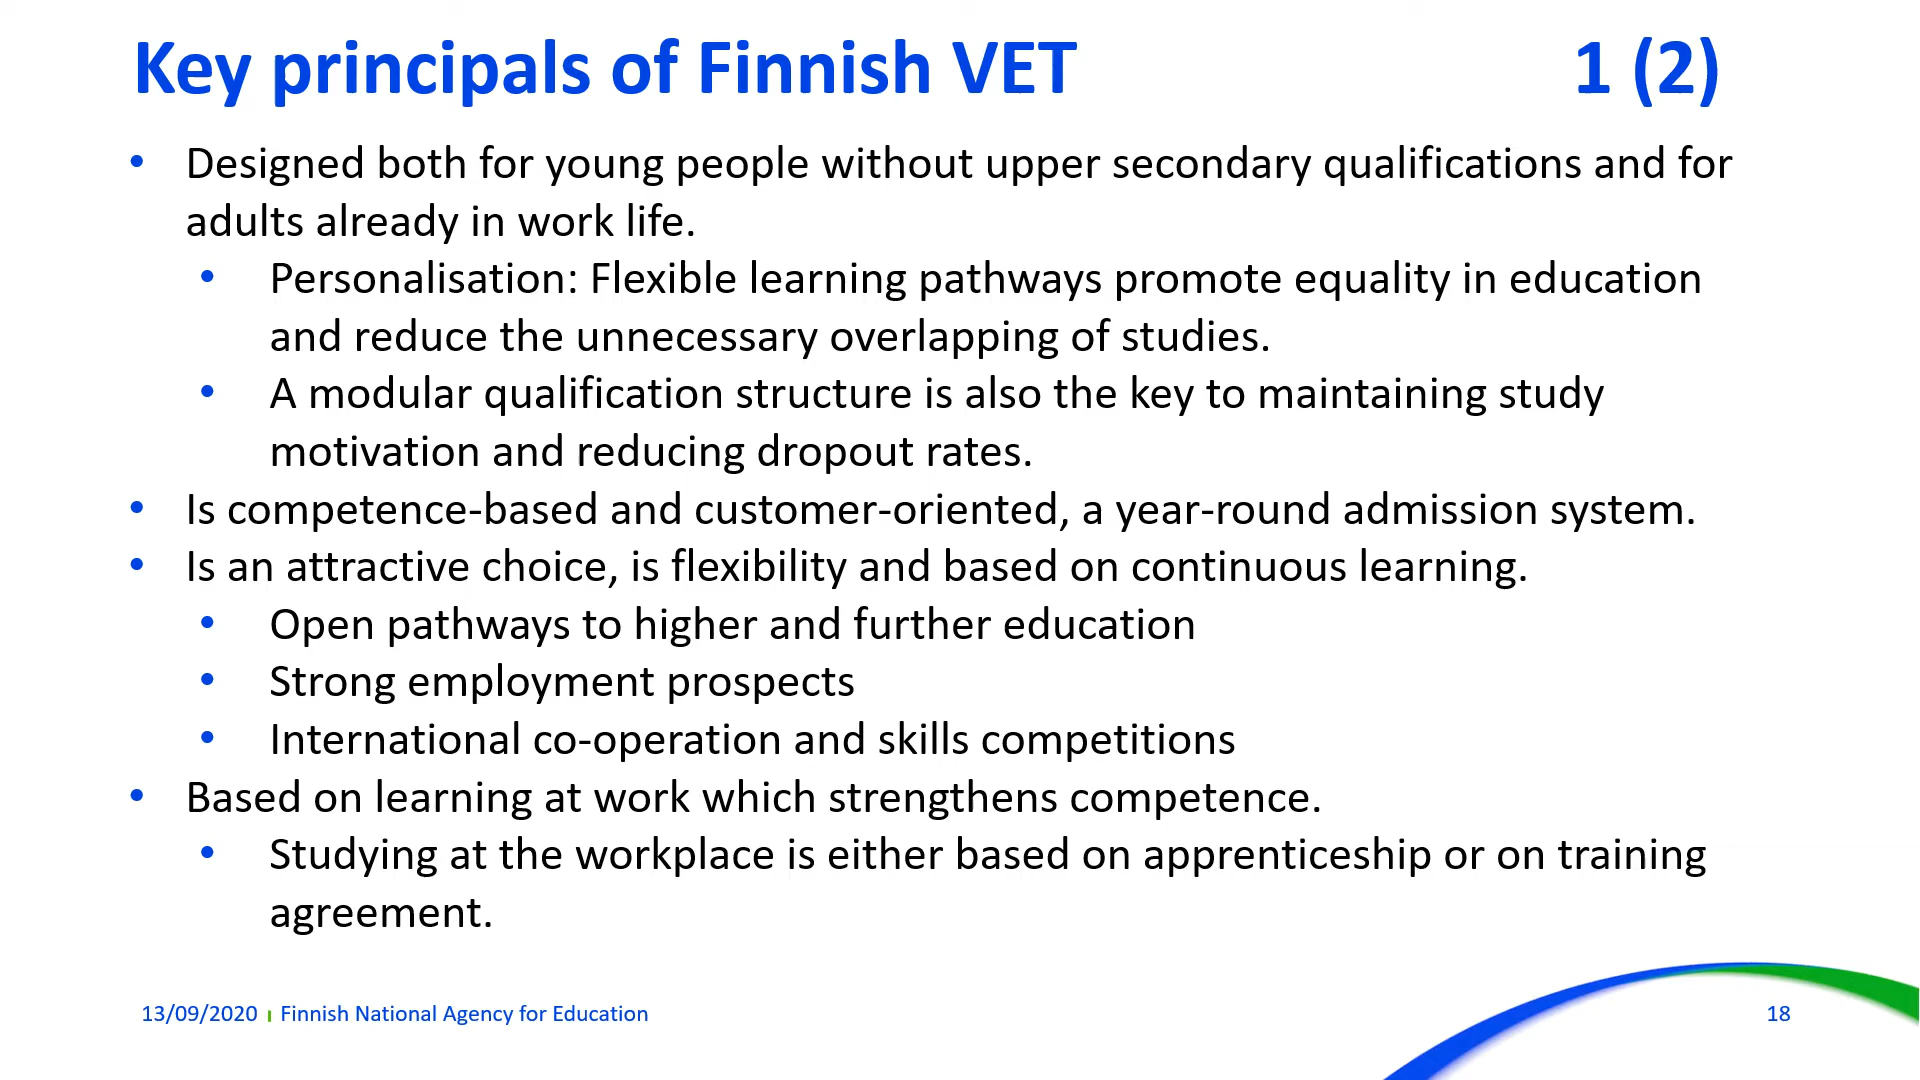 Key principals of Finnish VET 1 (2)
• Designed both for young people without upper secondary qualifications and for
adults already in work life.
• Personalisation: Flexible learning pathways promote equality in education
and reduce the unnecessary overlapping of studies.
• A modular qualification structure is also the key to maintaining study
motivation and reducing dropout rates.
• Is competence-based and customer-oriented, a year-round admission system.
• Is an attractive choice, is flexibility and based on continuous learning.
• Open pathways to higher and further education
• Strong employment prospects
• International co-operation and skills competitions
• Based on learning at work which strengthens competence.
• Studying at the workplace is either based on apprenticeship or on training
agreement.
13/09/2020 Finnish National Agency for Education 18